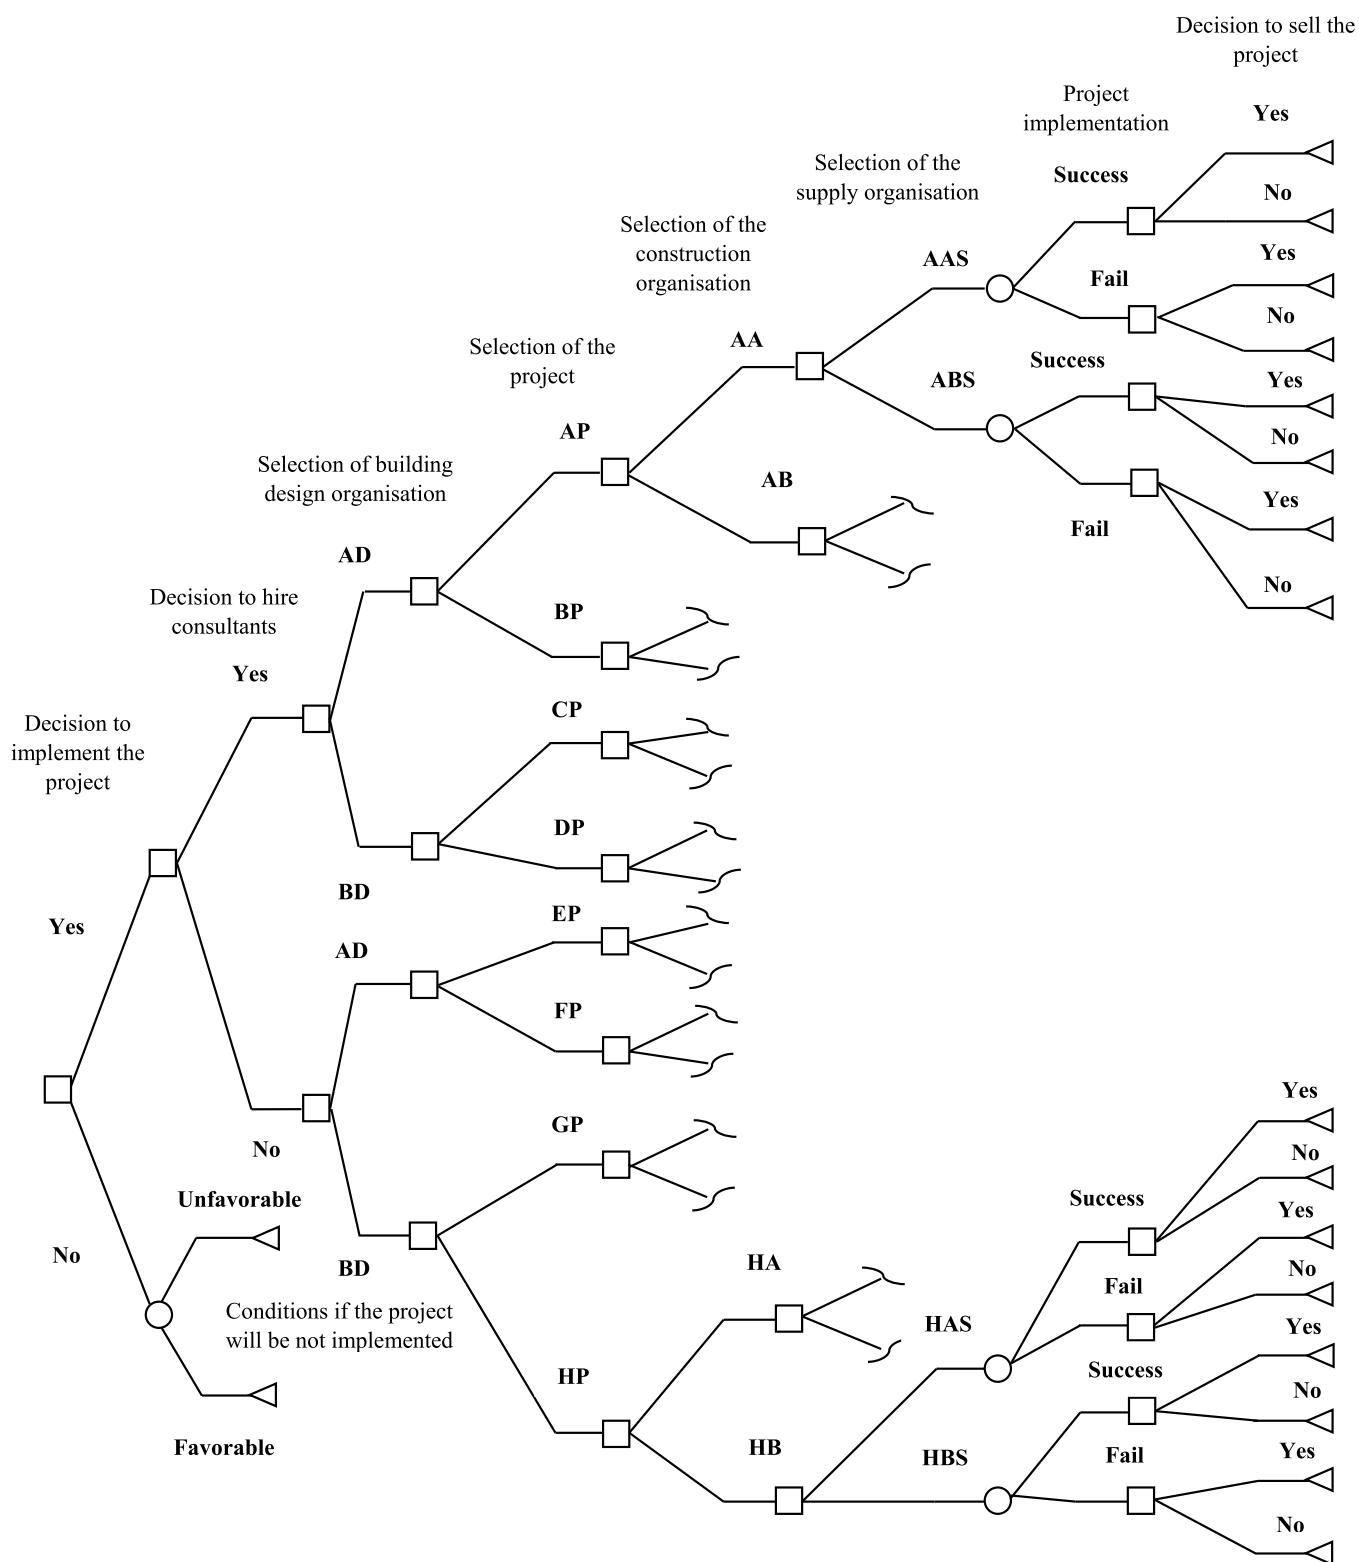 Decision to sell the
project
Project
implementation
Yes
Selection of the
supply organisation
Success
No
Selection of the
construction
organisation
AAS
Yes
Fail
No
Selection of the
project
AA
Success
ABS
Yes
AP
No
Selection of building
design organisation
AB
Yes
Fail
AD
No
Decision to hire
consultants
BP
Yes
Decision to
implement the
project
CP
DP
BD
EP
Yes
AD
FP
Yes
GP
No
No
Unfavorable
Success
Yes
No
BD
HA
No
Fail
Conditions if the project
will be not implemented
HAS
Yes
HP
Success
No
Favorable
HB
HBS
Fail
Yes
No